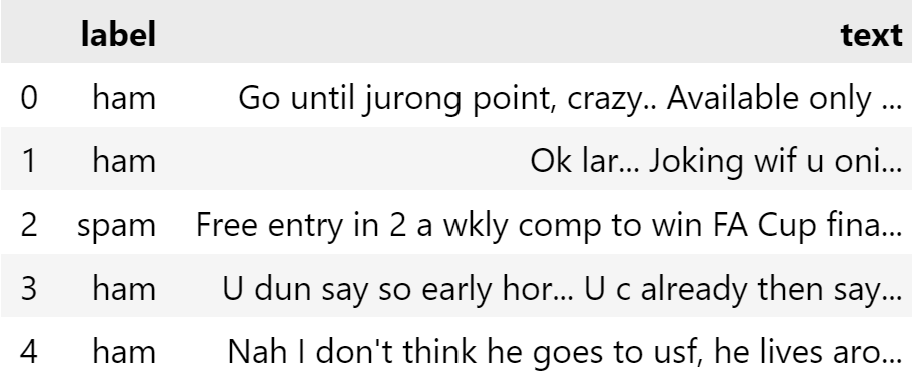 label text
0 ham Go until jurong point, crazy.. Available only ...
1 ham Ok lar... Joking wif u oni...
2 spam Free entry in 2 a wkly comp to win FA Cup fina...
3 ham U dun say so early hor... U c already then say...
4 ham Nah I don't think he goes to usf, he lives aro...